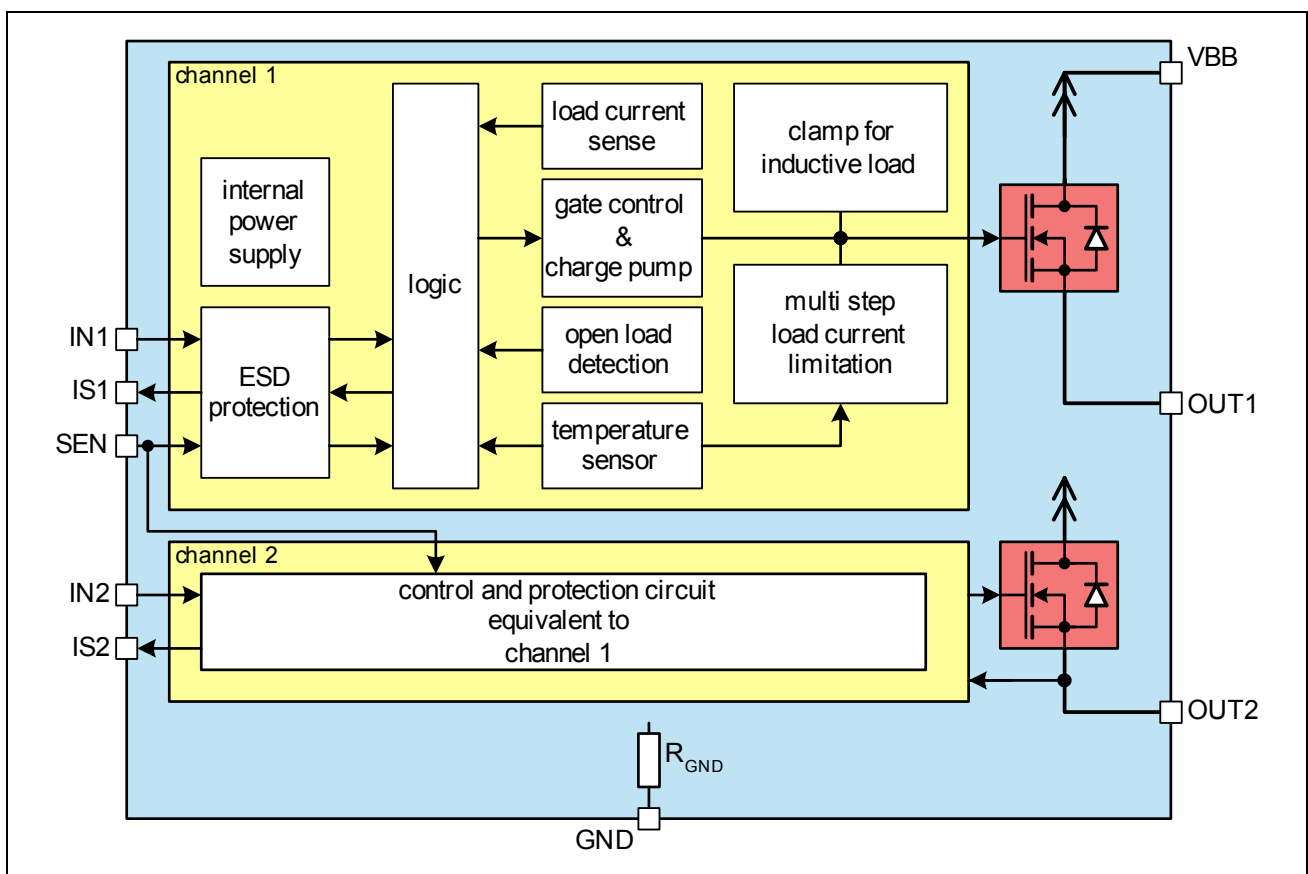 channel 1
VBB
load current
sense
clamp for
inductive load
internal
power
supply
gate control
&
charge pump
logic
multi step
load current
limitation
IN1
IS1
SEN
ESD
protection
open load
detection
temperature
sensor
OUT1
channel 2
IN2
IS2
control and protection circuit
equivalent to
channel 1
OUT2
RGND
GND